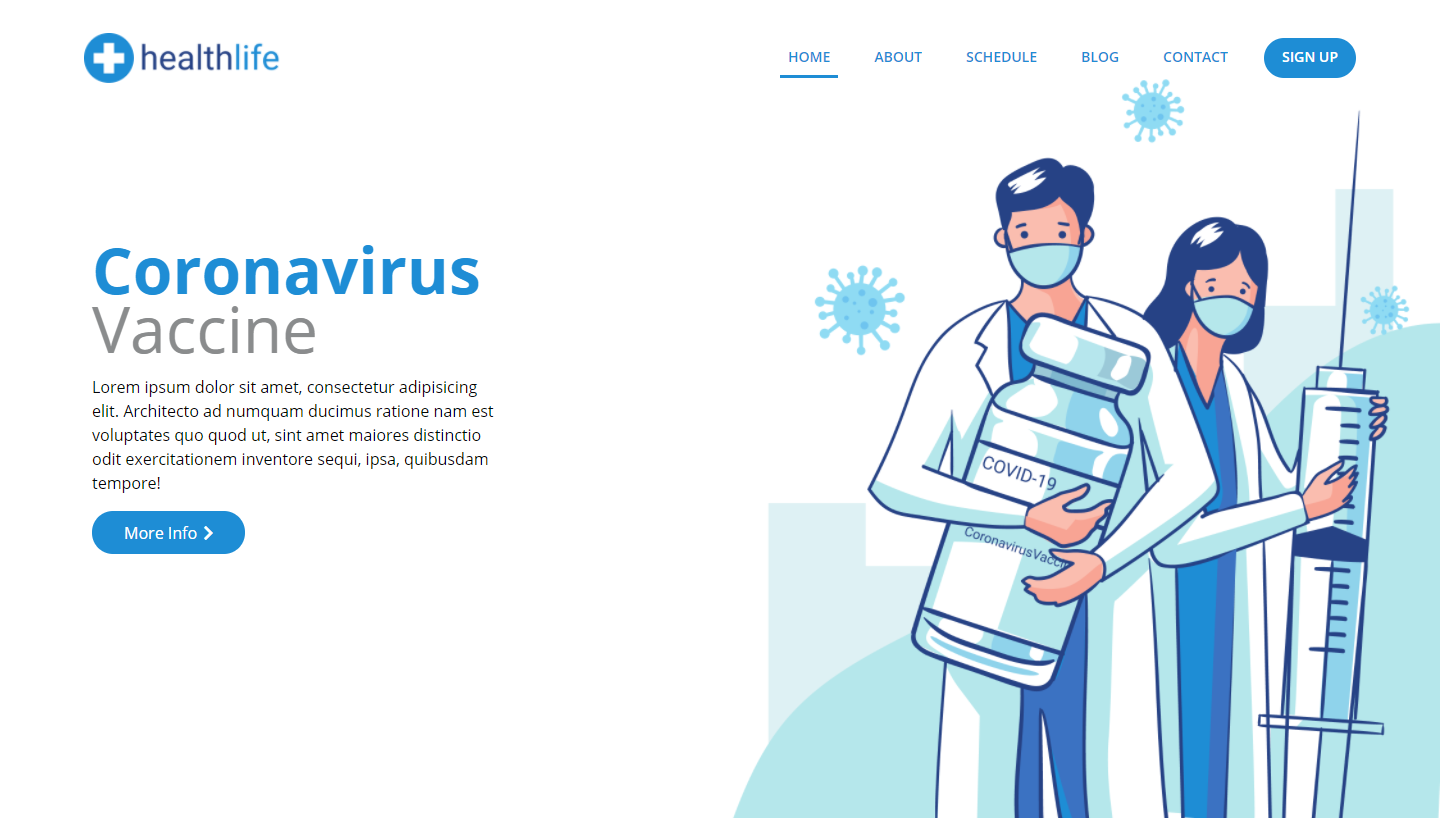 healthlife
HOME ABOUT SCHEDULE BLOG CONTACT SIGN UP
Coronavirus
Vaccine
Lorem ipsum dolor sit amet, consectetur adipisicing
elit. Architecto ad numquam ducimus ratione nam est
voluptates quo quod ut, sint amet maiores distinctio
odit exercitationem inventore sequi, ipsa, quibusdam
tempore!
More Info
COVID-19
CoronavirusVacci